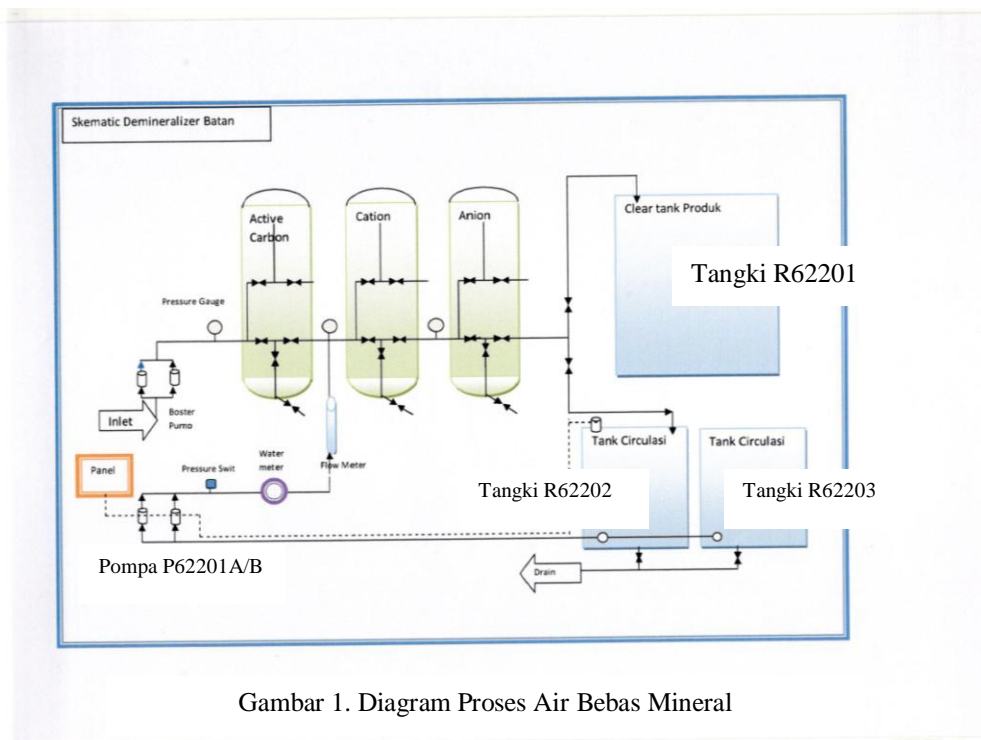 Skematic Demineralizer Batan
Active
Carbon
Cation
Anion
Clear tank Produk
Tangki R62201
Pressure Gauge
Inlet
Boster
Pump
Panel
Pressure Swit
Water
meter
Flow Meter
Tank Circulasi
Tank Circulasi
Tangki R62202
Tangki R62203
Pompa P62201A/B
Drain
Gambar 1. Diagram Proses Air Bebas Mineral